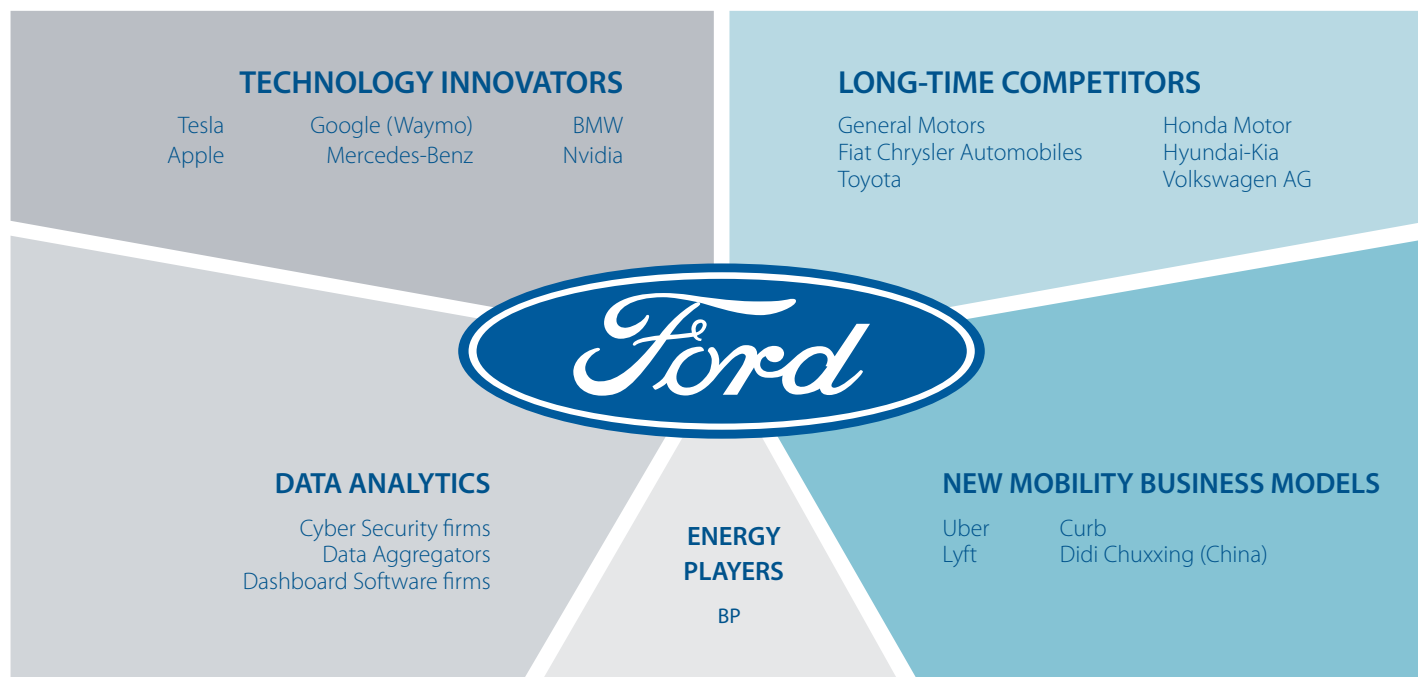 TECHNOLOGY INNOVATORS
Tesla Google (Waymo) BMW
Apple Mercedes-Benz Nvidia
LONG-TIME COMPETITORS
General Motors Honda Motor
Fiat Chrysler Automobiles Hyundai-Kia
Toyota Volkswagen AG
Ford
DATA ANALYTICS
Cyber Security firms
Data Aggregators
Dashboard Software firms
ENERGY
PLAYERS
BP
NEW MOBILITY BUSINESS MODELS
Uber Curb
Lyft Didi Chuxxing (China)